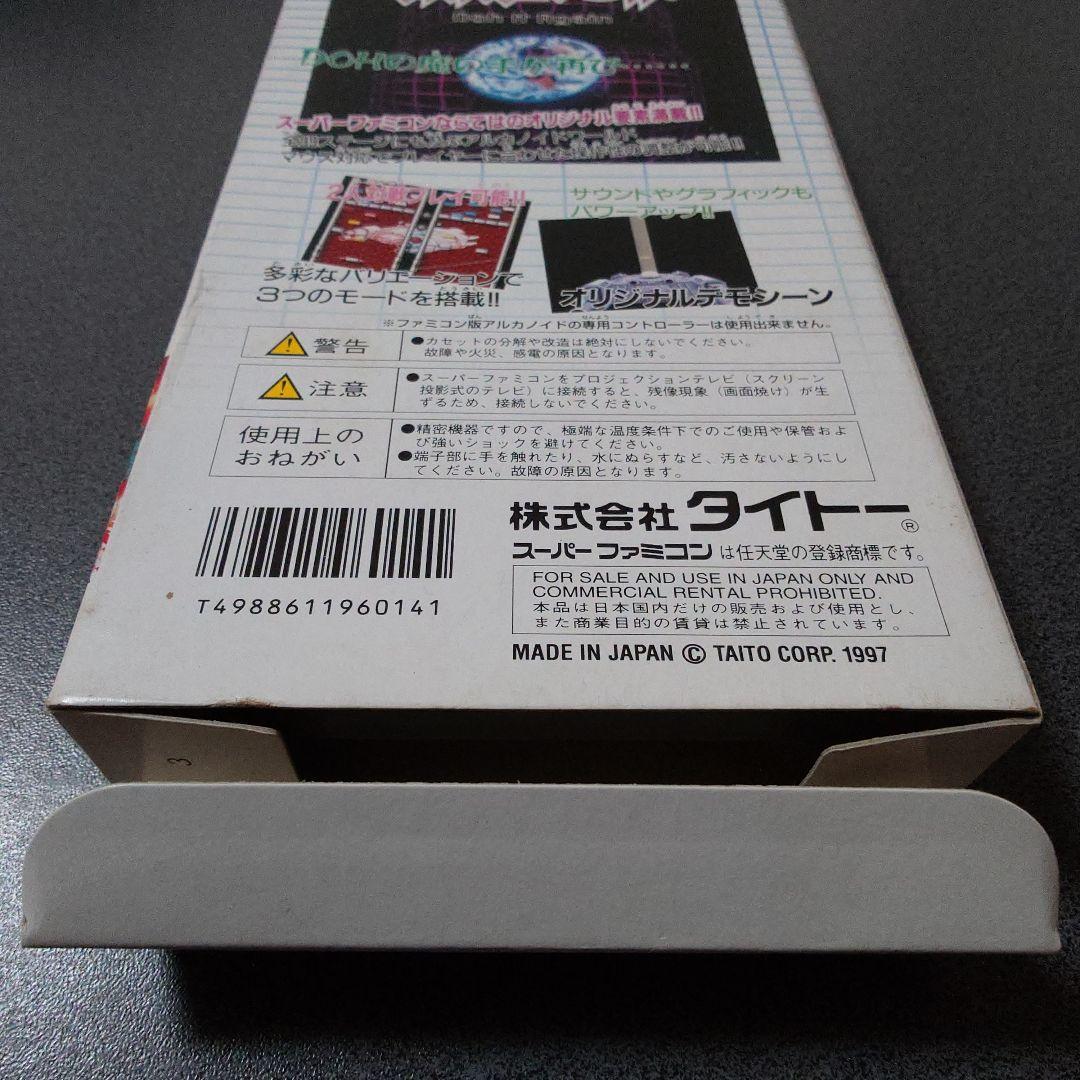 Doh It Again
DOHの魔の手が再び……
スーパーファミコンならではのオリジナル要素満載!!
2人対戦プレイ可能!!
サウンドやグラフィックも
パワーアップ!!
多彩なバリエーションで
3つのモードを搭載!!
オリジナルデモシーン
※ファミコン版アルカノイドの専用コントローラーは使用出来ません。
警告
●カセットの分解や改造は絶対にしないでください。
故障や火災、感電の原因となります。
注意
●スーパーファミコンをプロジェクションテレビ（スクリーン
投影式のテレビ）に接続すると、残像現象（画面焼け）が生
ずるため、接続しないでください。
使用上の
おねがい
●精密機器ですので、極端な温度条件下でのご使用や保管およ
び強いショックを避けてください。
●端子部に手を触れたり、水にぬらすなど、汚さないようにし
てください。故障の原因となります。
T4988611960141
株式会社 タイトー®
スーパーファミコンは任天堂の登録商標です。
FOR SALE AND USE IN JAPAN ONLY AND
COMMERCIAL RENTAL PROHIBITED.
本品は日本国内だけの販売および使用とし、
また商業目的の賃貸は禁止されています。
MADE IN JAPAN © TAITO CORP. 1997
3